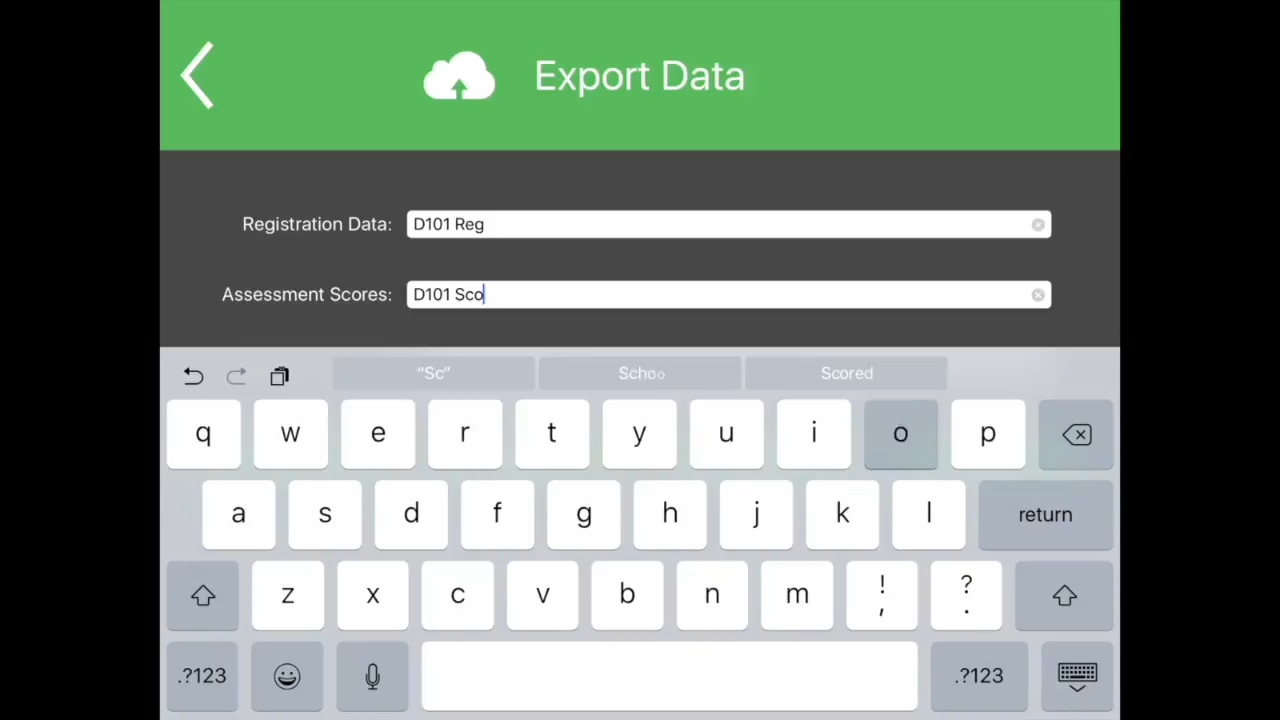 Export Data
Registration Data: D101 Reg
Assessment Scores: D101 Sco
“Sc” Schoo Scored
q w e r t y u i o p
a s d f g h j k l return
z x c v b n m ! , ? .
.?123 .?123